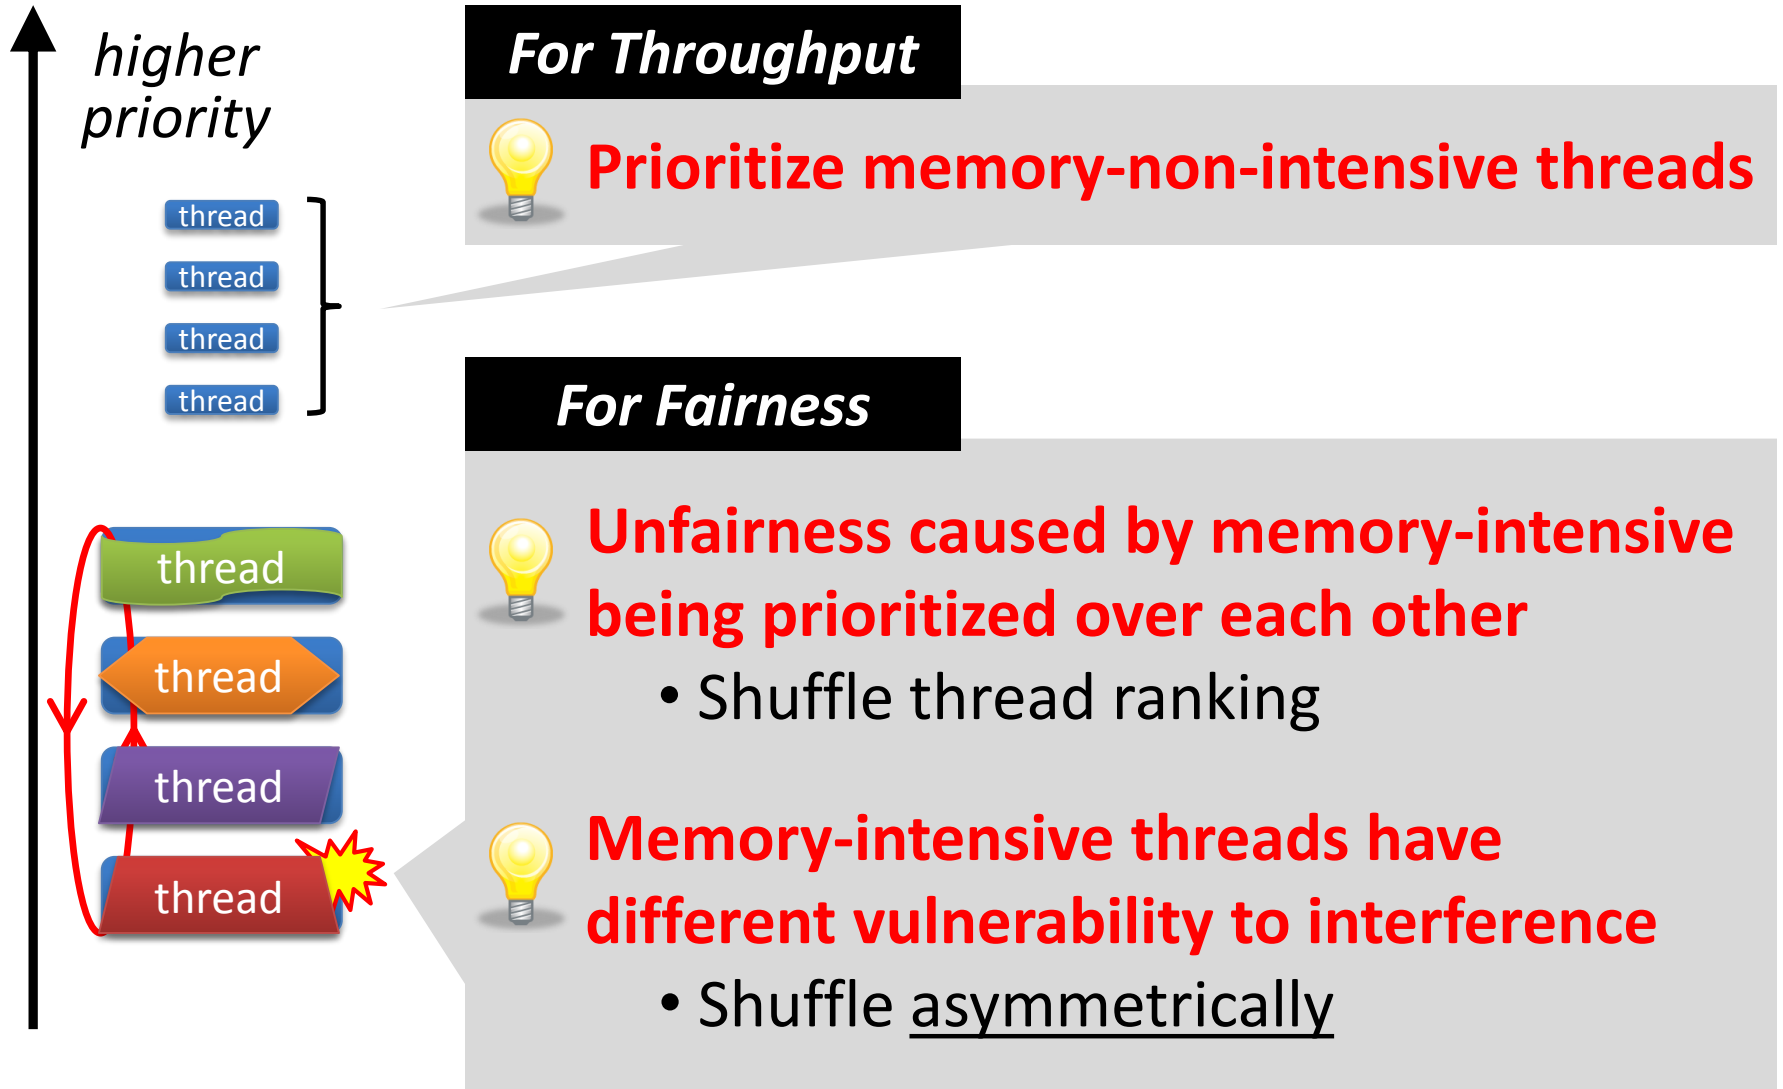 higher
priority
thread
thread
thread
thread
thread
thread
thread
thread
For Throughput
Prioritize memory-non-intensive threads
For Fairness
Unfairness caused by memory-intensive
being prioritized over each other
• Shuffle thread ranking
Memory-intensive threads have
different vulnerability to interference
• Shuffle asymmetrically